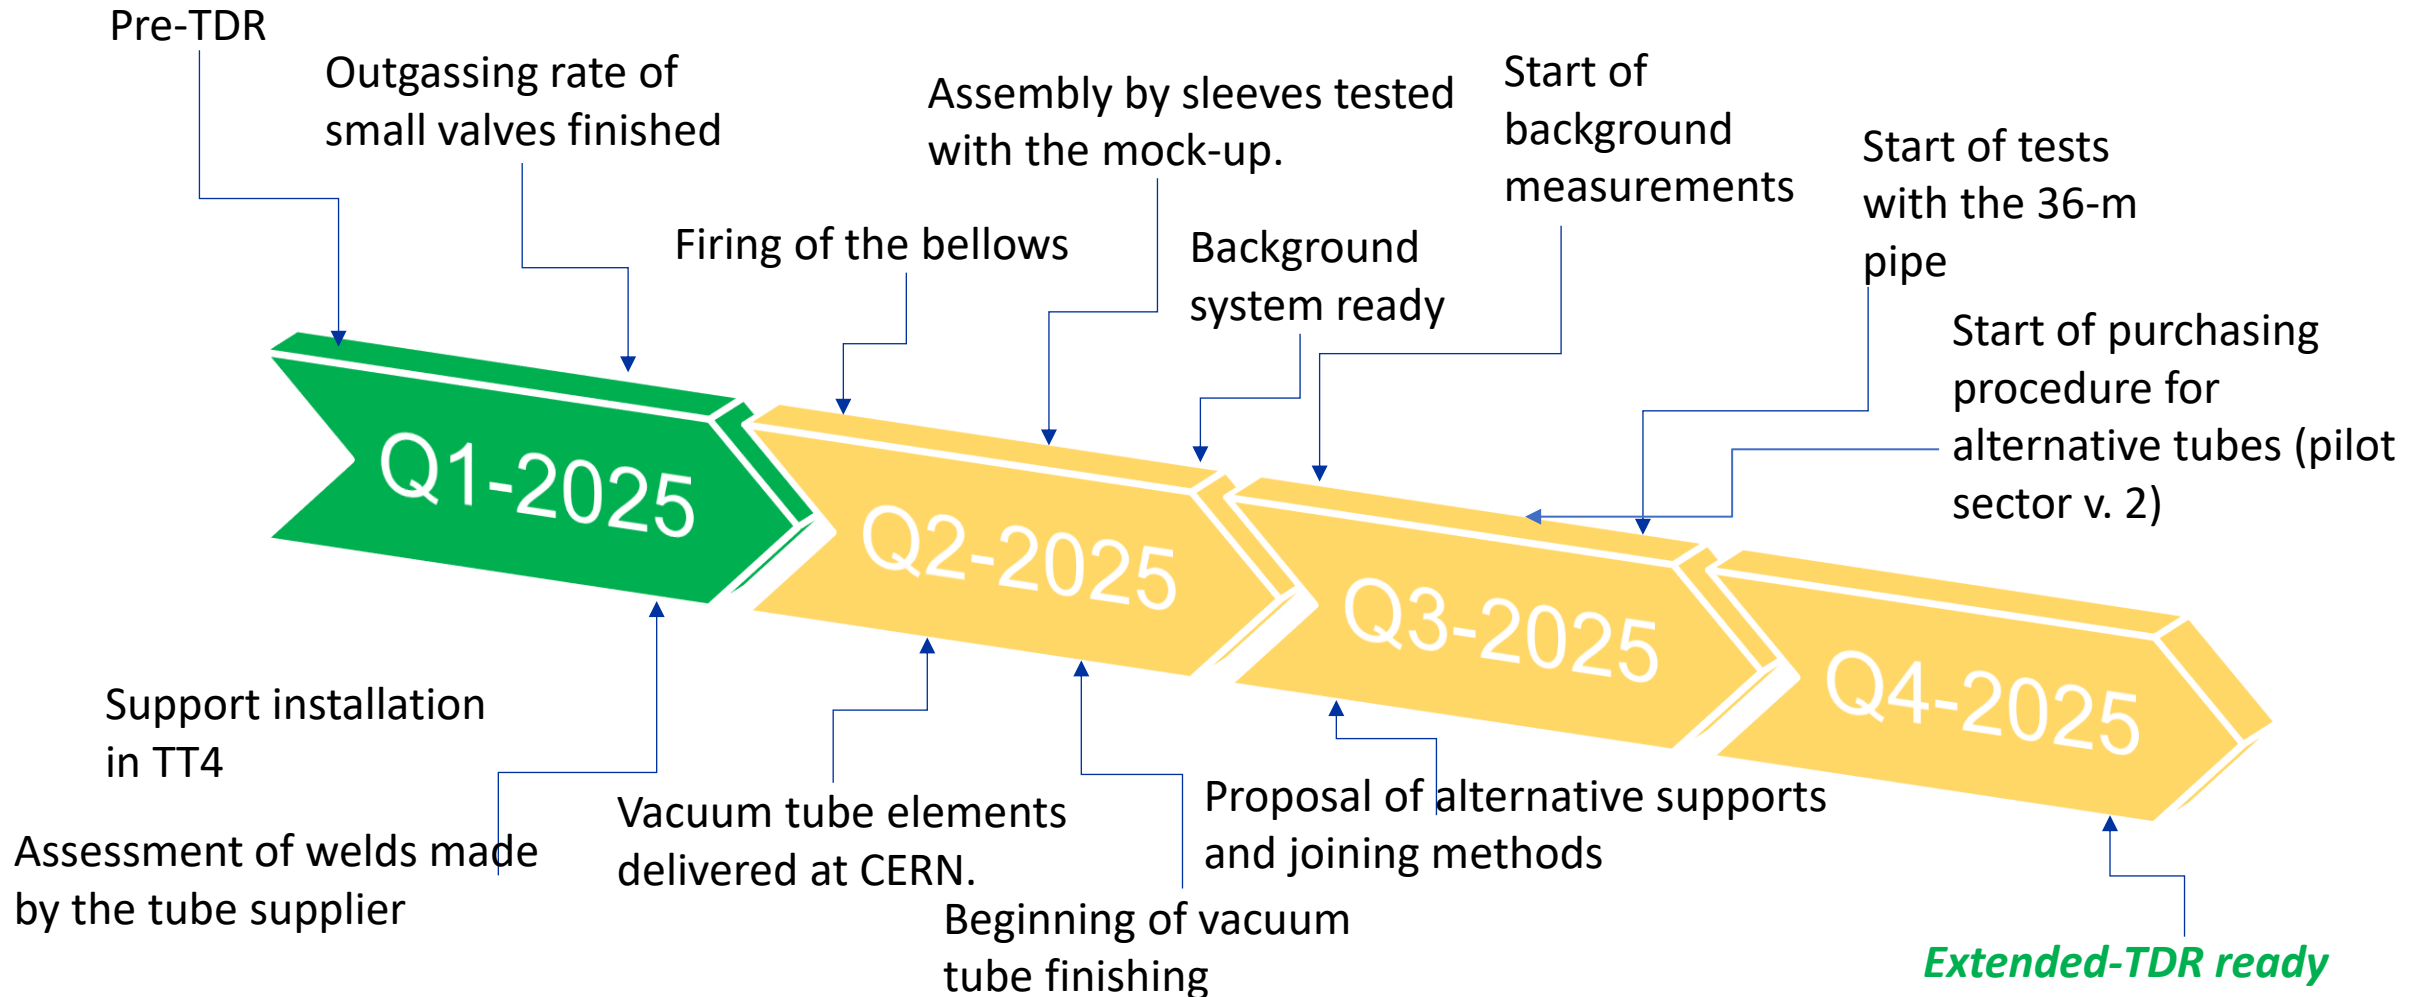 Pre-TDR
Outgassing rate of
small valves finished
Firing of the bellows
Assembly by sleeves tested
with the mock-up.
Background
system ready
Start of
background
measurements
Start of tests
with the 36-m
pipe
Start of purchasing
procedure for
alternative tubes (pilot
sector v. 2)
Q1-2025
Q2-2025
Q3-2025
Q4-2025
Support installation
in TT4
Assessment of welds made
by the tube supplier
Vacuum tube elements
delivered at CERN.
Beginning of vacuum
tube finishing
Proposal of alternative supports
and joining methods
Extended-TDR ready